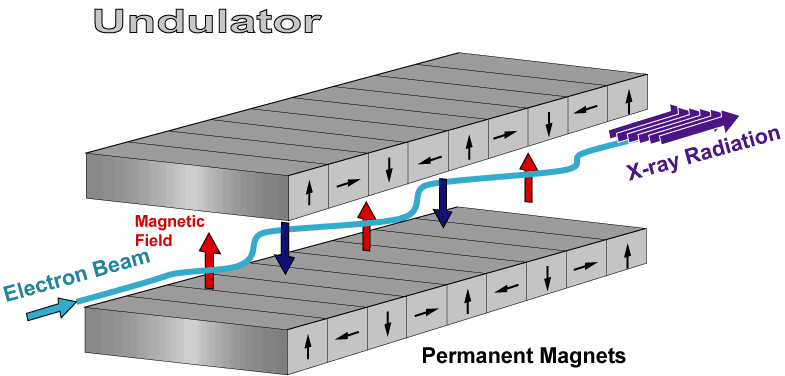 Undulator
X-ray Radiation
Magnetic
Field
Electron Beam
Permanent Magnets